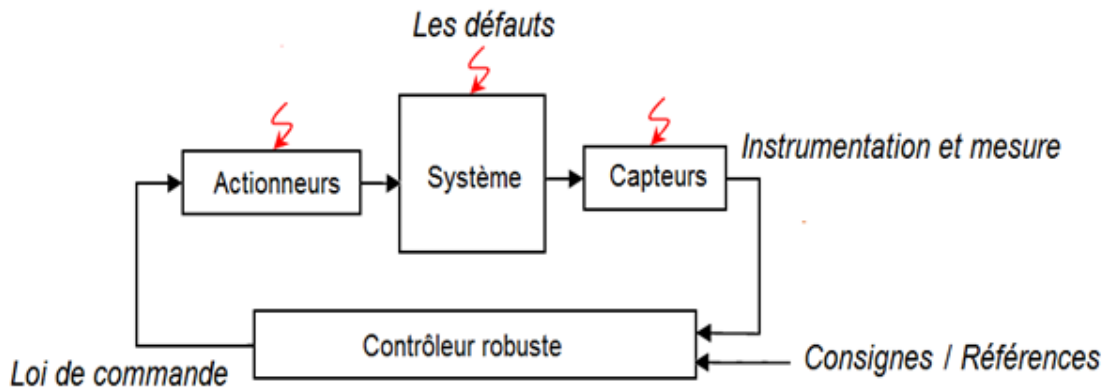 Les défauts
Instrumentation et mesure
Actionneurs
Système
Capteurs
Contrôleur robuste
Consignes / Références
Loi de commande